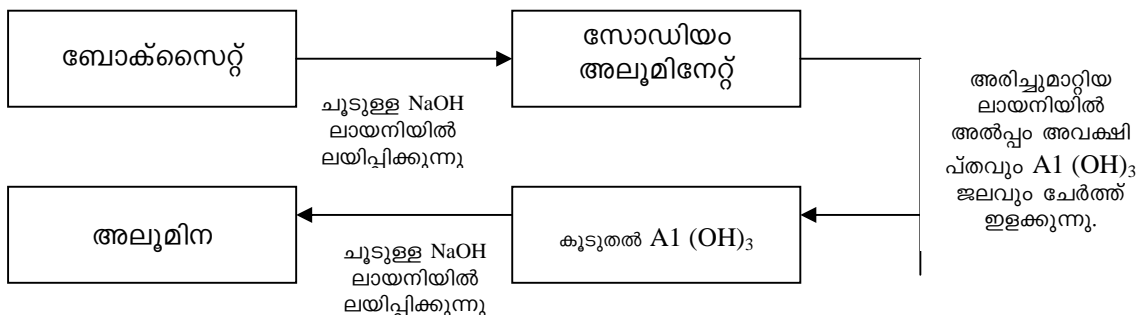 ബോക്സൈറ്റ്
ചൂടുള്ള NaOH
ലായനിയിൽ
ലയിപ്പിക്കുന്നു
സോഡിയം
അലൂമിനേറ്റ്
അരിച്ചുമാറ്റിയ
ലായനിയിൽ
അൽപ്പം അവക്ഷി
പ്തവും A1 (OH)₃
ജലവും ചേർത്ത്
ഇളക്കുന്നു.
കൂടുതൽ A1 (OH)₃
ചൂടുള്ള NaOH
ലായനിയിൽ
ലയിപ്പിക്കുന്നു
അലൂമിന